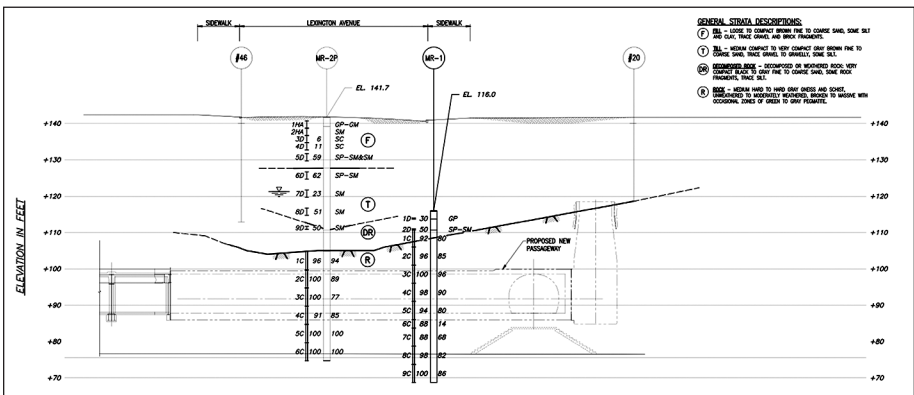 SIDEWALK LEXINGTON AVENUE SIDEWALK
#46 MR-2P MR-1 #20
EL. 141.7
EL. 116.0
GENERAL STRATA DESCRIPTIONS:
F FILL - LOOSE TO COMPACT BROWN FINE TO COARSE SAND, SOME SILT
AND CLAY, TRACE GRAVEL AND BRICK FRAGMENTS.
T TILL - MEDIUM COMPACT TO VERY COMPACT GRAY BROWN FINE TO
COARSE SAND, TRACE GRAVEL TO GRAVELLY, SOME SILT.
DR DECOMPOSED ROCK - DECOMPOSED OR WEATHERED ROCK: VERY
COMPACT BLACK TO GRAY FINE TO COARSE SAND, SOME ROCK
FRAGMENTS, TRACE SILT.
R ROCK - MEDIUM HARD TO HARD GRAY GNEISS AND SCHIST,
UNWEATHERED TO MODERATELY WEATHERED, BROKEN TO MASSIVE WITH
OCCASIONAL ZONES OF GREEN TO GRAY PEGMATITE.
ELEVATION IN FEET
+140 +140
+130 +130
+120 +120
+110 +110
+100 +100
+90 +90
+80 +80
+70 +70
1HA GP-GM
2HA SM
3D 6 SC
4D 11 SC
5D 59 SP-SM&SM
6D 62 SP-SM
7D 23 SM
8D 51 SM
9D 50 SM
1C 96 94
2C 100 89
3C 100 77
4C 91 85
5C 100 100
6C 100 100
F
T
DR
R
1D 30 GP
2D 50 SP-SM
1C 92 80
2C 96 85
3C 100 96
4C 98 90
5C 94 80
6C 88 14
7C 88 68
8C 98 82
9C 100 86
PROPOSED NEW
PASSAGEWAY